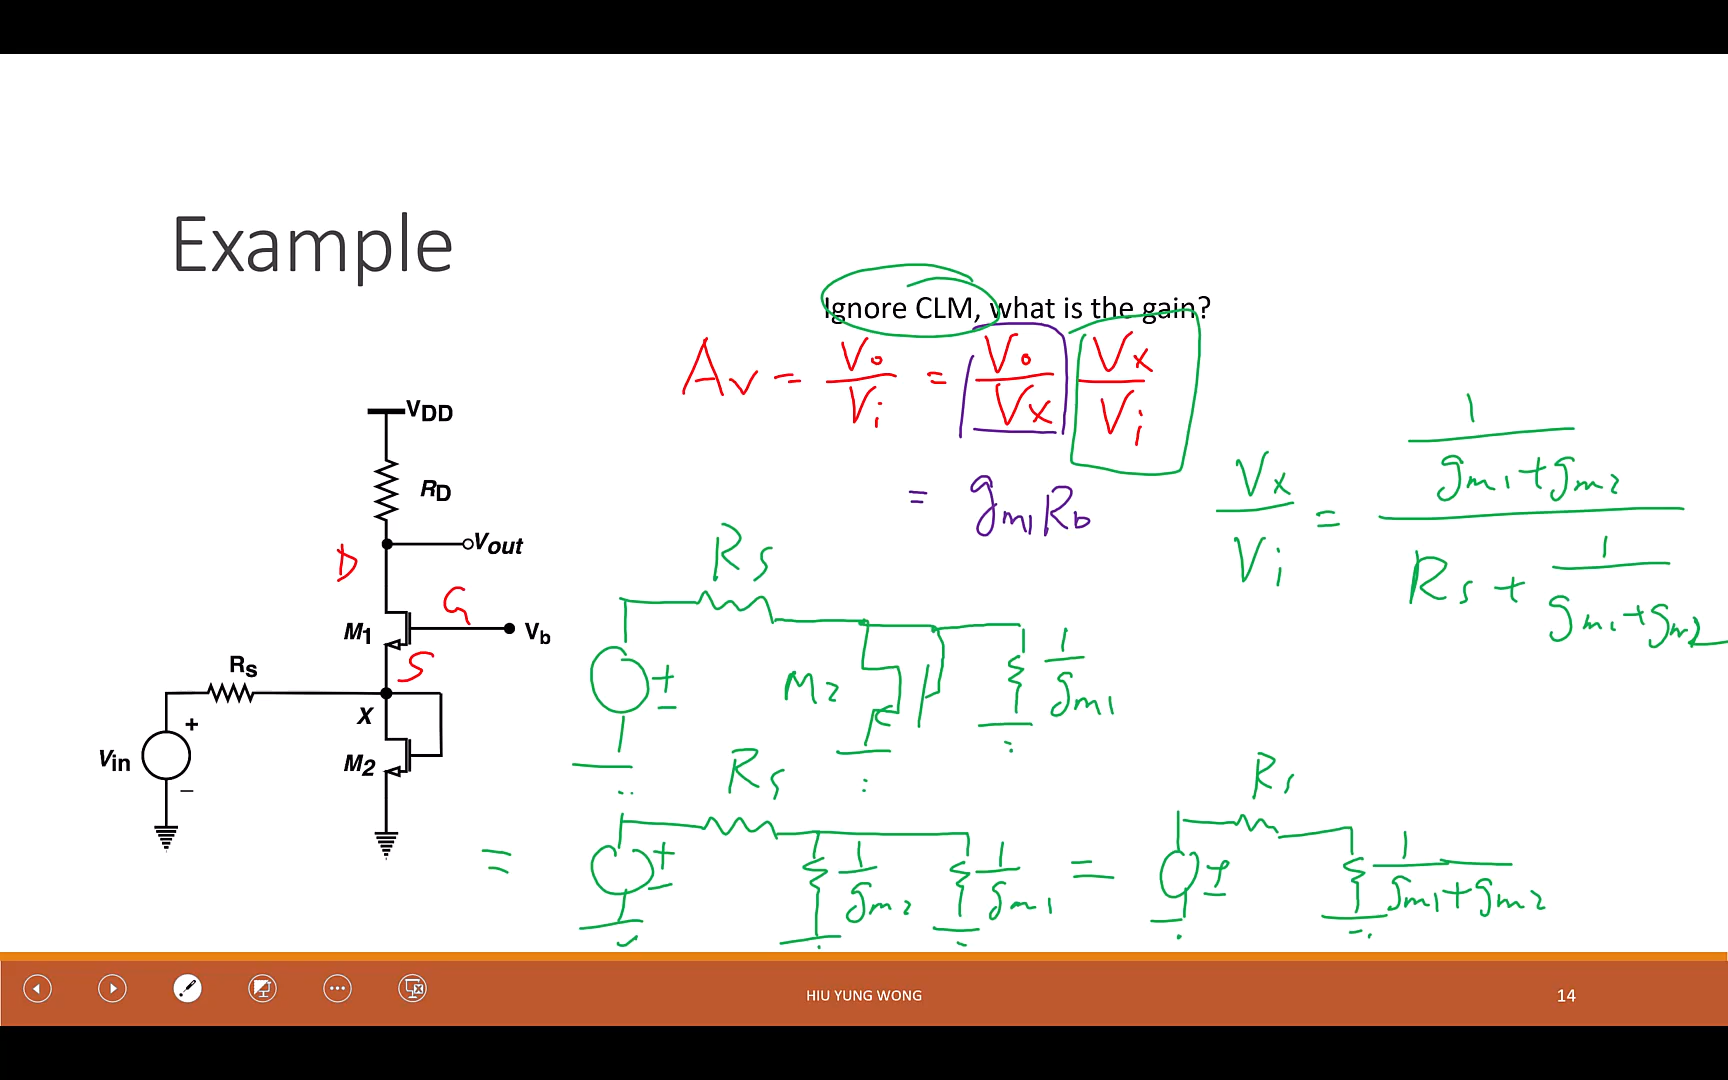 Example
Ignore CLM, what is the gain?
Av = Vo/Vi = Vo/Vx Vx/Vi
= gm1 RD
Vx/Vi = (1/(gm1+gm2))/(Rs + 1/(gm1+gm2))
VDD
RD
Vout
D
G
M1
Vb
S
Rs
X
+
Vin
−
M2
Rs
+
−
M2
1/gm1
=
Rs
+
−
1/gm2
1/gm1
=
Rs
+
−
1/(gm1+gm2)
HIU YUNG WONG
14